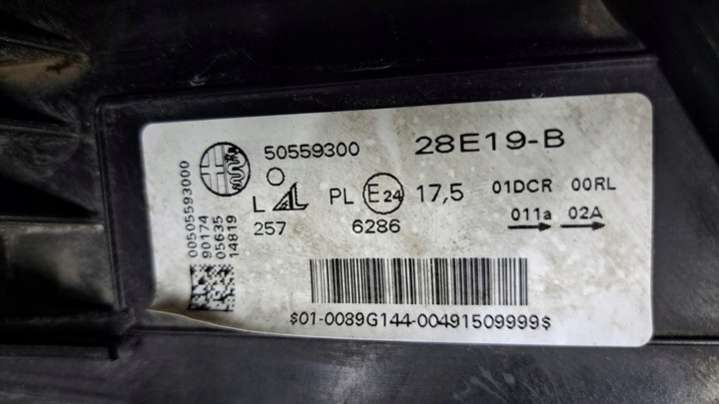 50559300
28E19-B
L AL PL E24 17,5 01DCR 00RL
257 6286 011a 02A
00505593000
90174
05635
14819
$01-0089G144-00491509999$